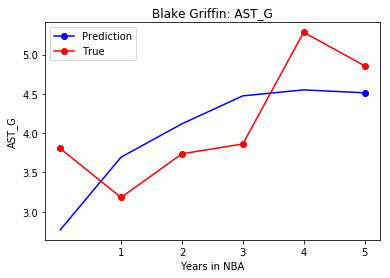 Blake Griffin: AST_G
Prediction
True
5.0
4.5
4.0
3.5
3.0
AST_G
1 2 3 4 5
Years in NBA